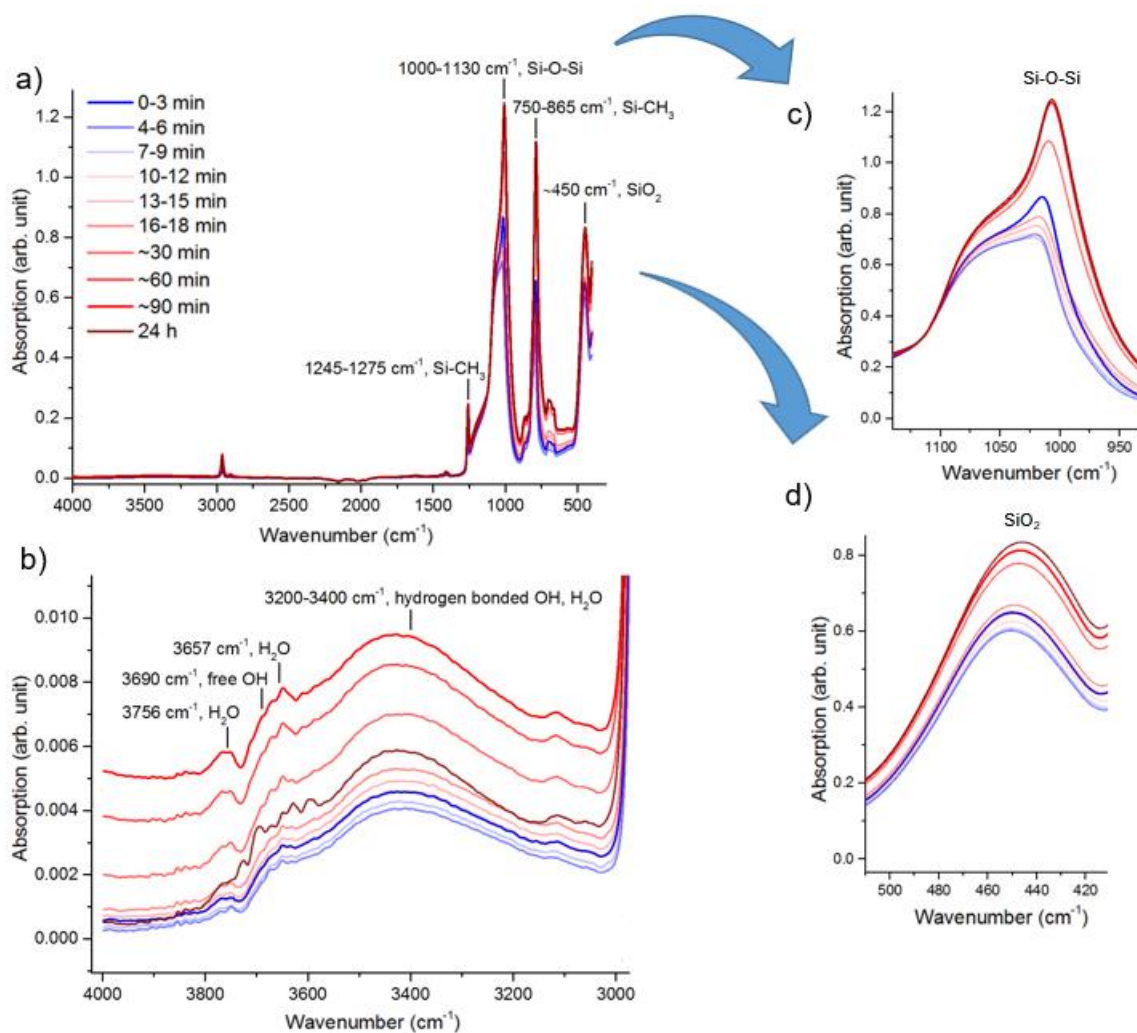 a)
1000-1130 cm⁻¹, Si-O-Si
750-865 cm⁻¹, Si-CH₃
~450 cm⁻¹, SiO₂
1245-1275 cm⁻¹, Si-CH₃
0-3 min
4-6 min
7-9 min
10-12 min
13-15 min
16-18 min
~30 min
~60 min
~90 min
24 h
Absorption (arb. unit)
1.2
1.0
0.8
0.6
0.4
0.2
0.0
4000 3500 3000 2500 2000 1500 1000 500
Wavenumber (cm⁻¹)
c)
Si-O-Si
Absorption (arb. unit)
1.2
1.0
0.8
0.6
0.4
0.2
0.0
1100 1050 1000 950
Wavenumber (cm⁻¹)
b)
3200-3400 cm⁻¹, hydrogen bonded OH, H₂O
3657 cm⁻¹, H₂O
3690 cm⁻¹, free OH
3756 cm⁻¹, H₂O
Absorption (arb. unit)
0.010
0.008
0.006
0.004
0.002
0.000
4000 3800 3600 3400 3200 3000
Wavenumber (cm⁻¹)
d)
SiO₂
Absorption (arb. unit)
0.8
0.6
0.4
0.2
0.0
500 480 460 440 420
Wavenumber (cm⁻¹)